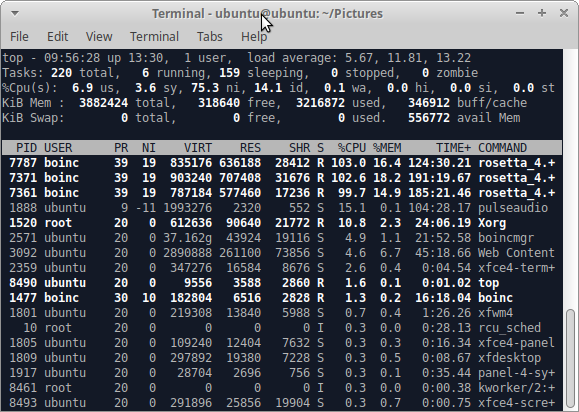 Terminal - ubuntu@ubuntu: ~/Pictures
File Edit View Terminal Tabs Help
top - 09:56:28 up 13:30, 1 user, load average: 5.67, 11.81, 13.22
Tasks: 220 total, 6 running, 159 sleeping, 0 stopped, 0 zombie
%Cpu(s): 6.9 us, 3.6 sy, 75.3 ni, 14.1 id, 0.1 wa, 0.0 hi, 0.0 si, 0.0 st
KiB Mem : 3882424 total, 318640 free, 3216872 used, 346912 buff/cache
KiB Swap: 0 total, 0 free, 0 used. 556772 avail Mem
PID USER PR NI VIRT RES SHR S %CPU %MEM TIME+ COMMAND
7787 boinc 39 19 835176 636188 28412 R 103.0 16.4 124:30.21 rosetta_4.+
7371 boinc 39 19 903240 707408 31676 R 102.6 18.2 191:19.67 rosetta_4.+
7361 boinc 39 19 787184 577460 17236 R 99.7 14.9 185:21.46 rosetta_4.+
1888 ubuntu 9 -11 1993276 2320 552 S 15.1 0.1 104:28.17 pulseaudio
1520 root 20 0 612636 90640 21772 R 10.8 2.3 24:06.19 Xorg
2571 ubuntu 20 0 37.162g 43924 19116 S 4.9 1.1 21:52.58 boincmgr
3092 ubuntu 20 0 2890888 261100 73856 S 4.6 6.7 45:18.66 Web Content
2359 ubuntu 20 0 347276 16584 8676 S 2.6 0.4 0:04.54 xfce4-term+
8490 ubuntu 20 0 9556 3588 2860 R 1.6 0.1 0:01.02 top
1477 boinc 30 10 182804 6516 2828 R 1.3 0.2 16:18.04 boinc
1801 ubuntu 20 0 219308 13840 5988 S 0.7 0.4 1:26.26 xfwm4
10 root 20 0 0 0 0 I 0.3 0.0 0:28.13 rcu_sched
1805 ubuntu 20 0 109240 12404 7632 S 0.3 0.3 0:16.34 xfce4-panel
1809 ubuntu 20 0 297892 19380 7228 S 0.3 0.5 0:08.67 xfdesktop
1917 ubuntu 20 0 28704 2696 756 S 0.3 0.1 0:35.44 panel-4-sy+
8461 root 20 0 0 0 0 I 0.3 0.0 0:00.38 kworker/2:+
8493 ubuntu 20 0 291896 25856 19904 S 0.3 0.7 0:00.75 xfce4-scre+